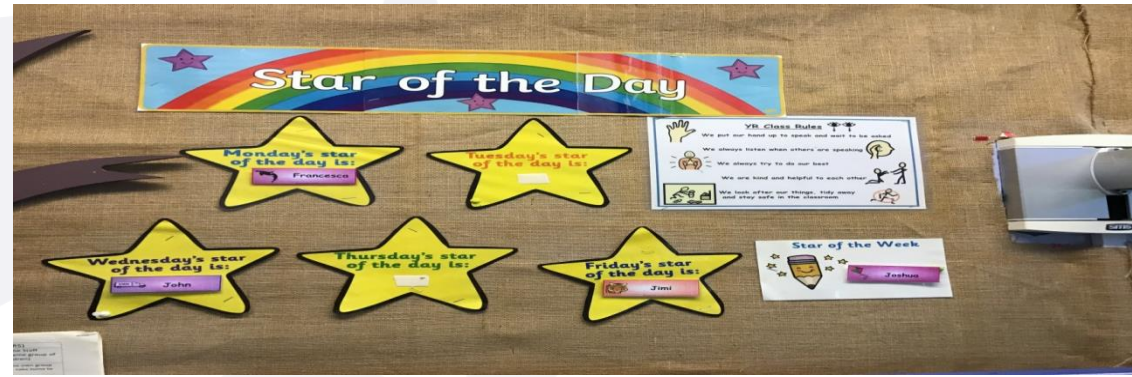 Star of the Day
Monday's star
of the day is:
Francesca
Tuesday's star
of the day is:
YR Class Rules
We put our hand up to speak and wait to be asked
We always listen when others are speaking
We always try to do our best
We are kind and helpful to each other
We look after our things, tidy away
and stay safe in the classroom
Wednesday's star
of the day is:
John
Thursday's star
of the day is:
Friday's star
of the day is:
Jimi
Star of the Week
Joshua